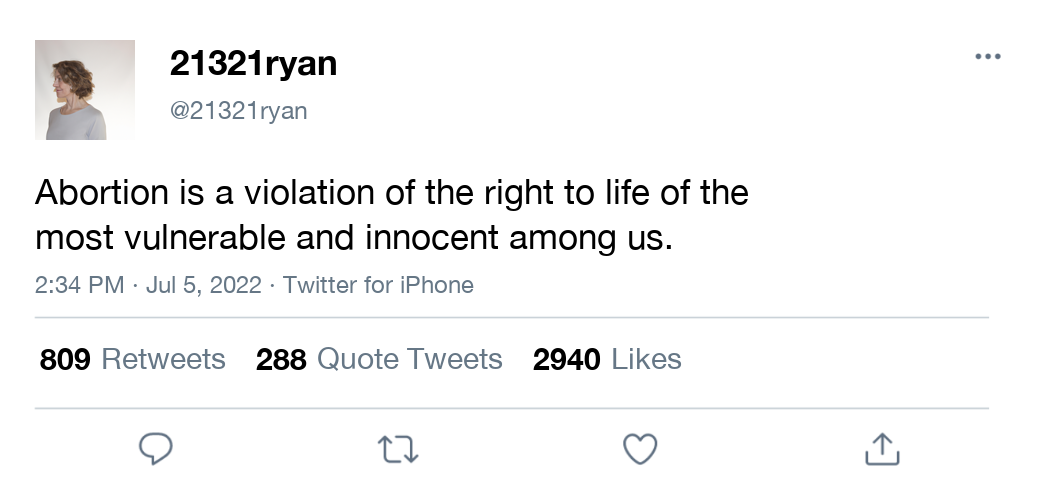 21321ryan
@21321ryan
Abortion is a violation of the right to life of the
most vulnerable and innocent among us.
2:34 PM · Jul 5, 2022 · Twitter for iPhone
809 Retweets 288 Quote Tweets 2940 Likes